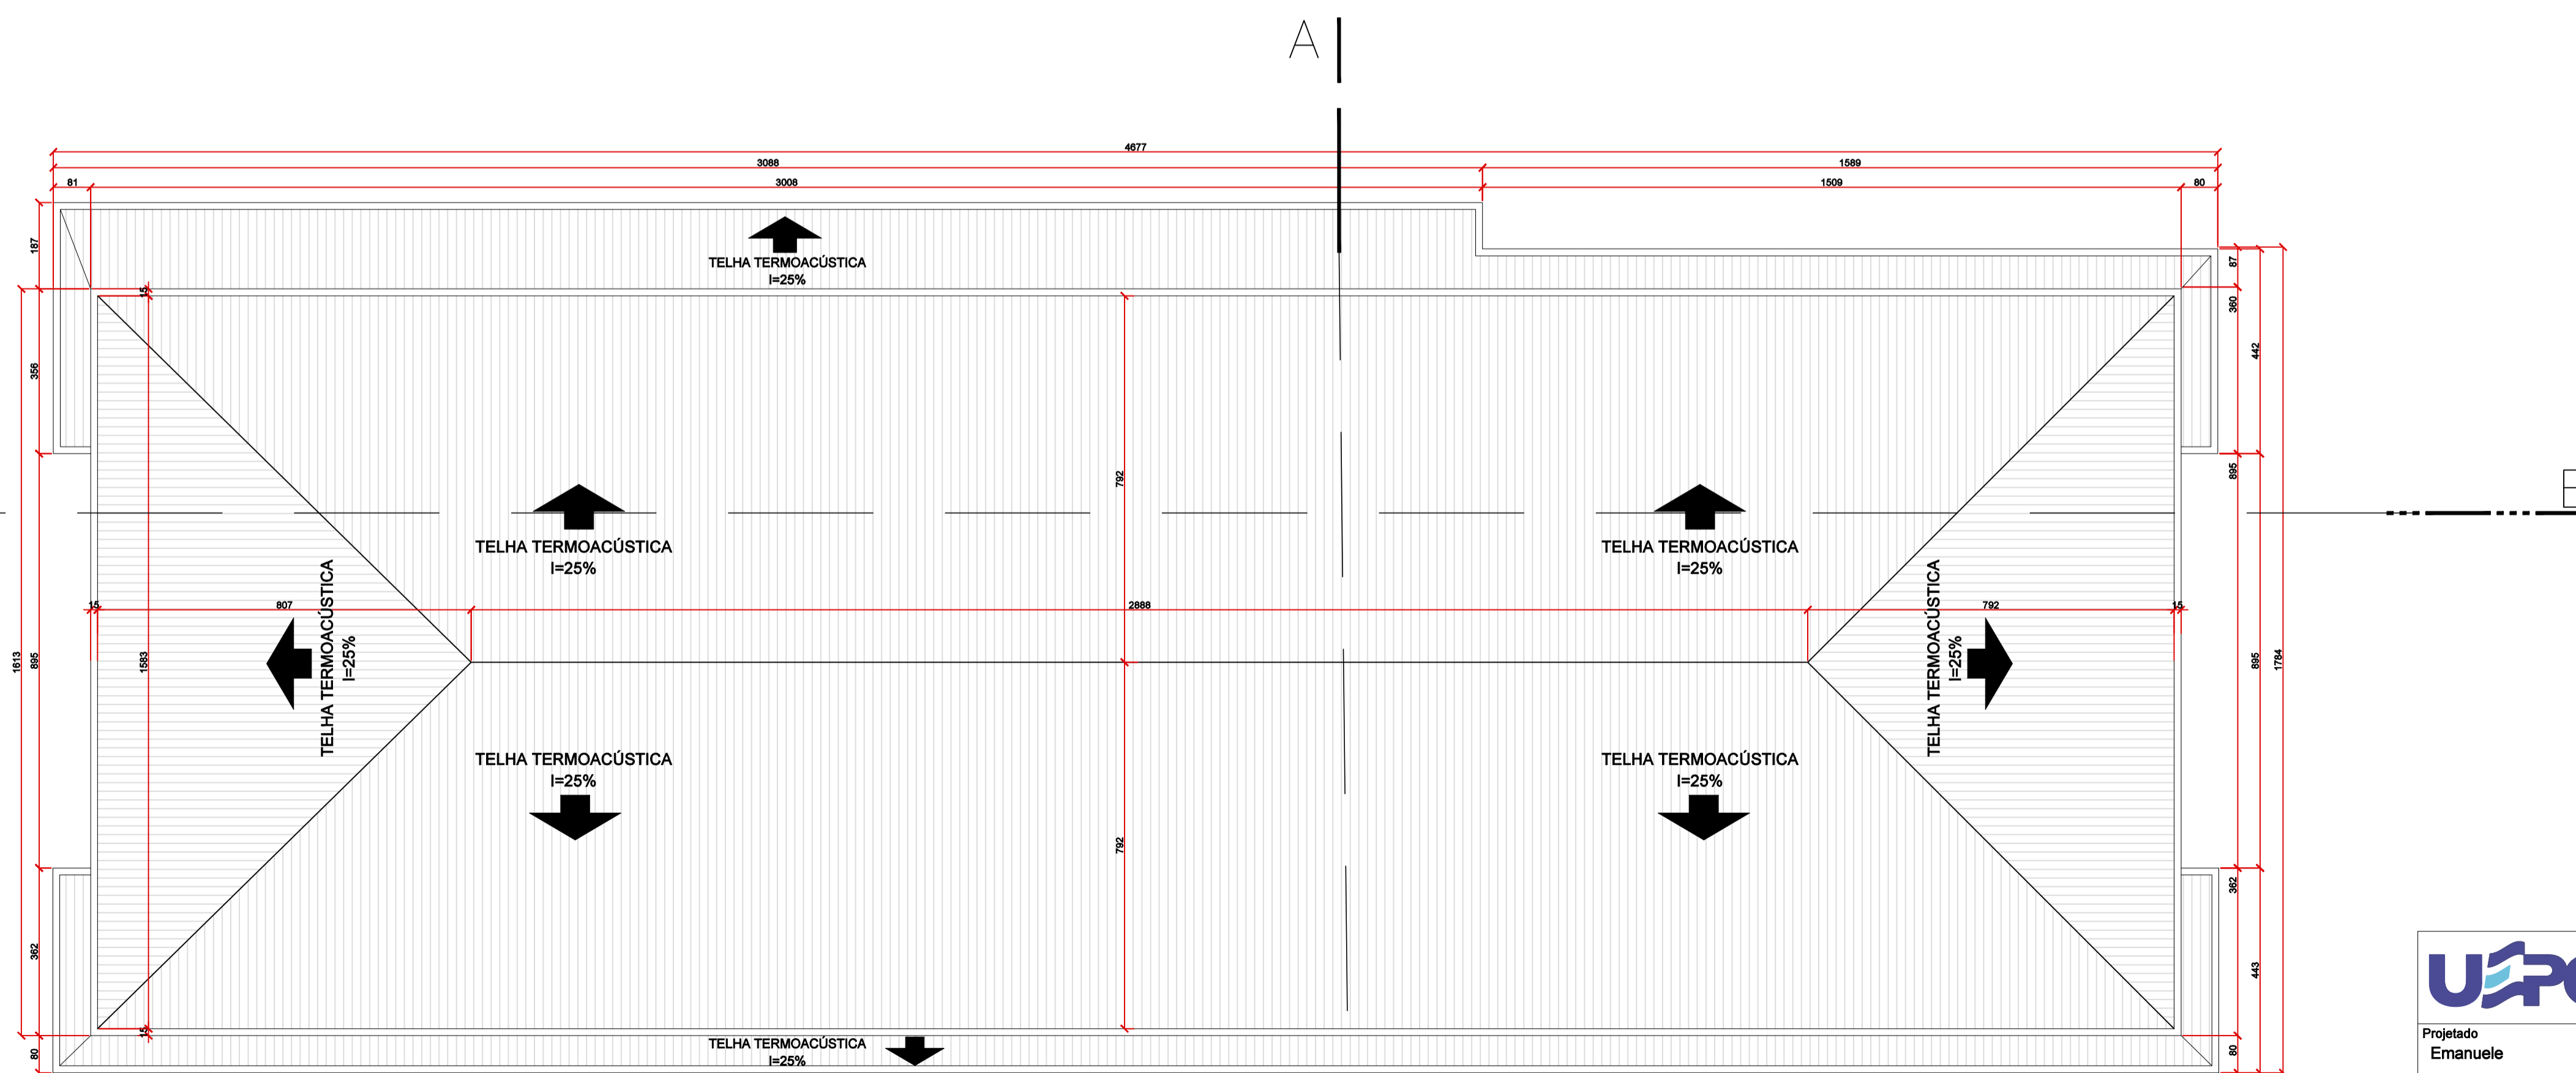 A
4677
3088
1589
81
3008
1509
80
187
TELHA TERMOACÚSTICA
I=25%
87
15
360
356
442
792
895
TELHA TERMOACÚSTICA
I=25%
TELHA TERMOACÚSTICA
I=25%
TELHA TERMOACÚSTICA
I=25%
TELHA TERMOACÚSTICA
I=25%
15
807
2888
792
15
1613
895
1583
895
1784
TELHA TERMOACÚSTICA
I=25%
TELHA TERMOACÚSTICA
I=25%
792
362
362
443
15
80
TELHA TERMOACÚSTICA
I=25%
80
UEP
Projetado
Emanuele